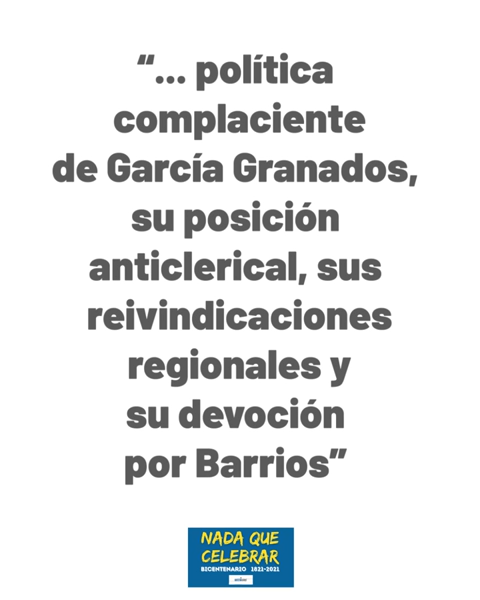 “... política
complaciente
de García Granados,
su posición
anticlerical, sus
reivindicaciones
regionales y
su devoción
por Barrios”
NADA QUE
CELEBRAR
BICENTENARIO 1821-2021